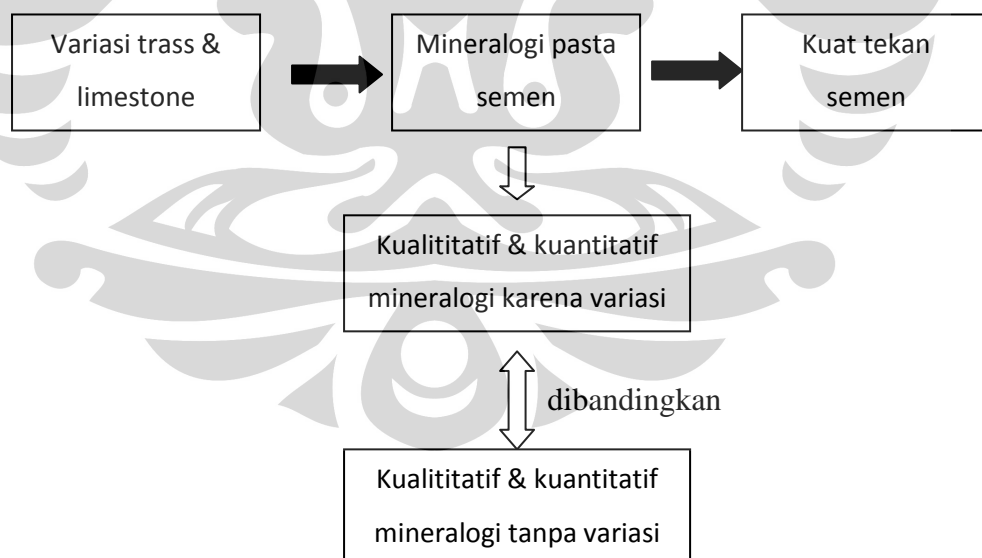 Variasi trass &
limestone
Mineralogi pasta
semen
Kuat tekan
semen
Kualititatif & kuantitatif
mineralogi karena variasi
dibandingkan
Kualititatif & kuantitatif
mineralogi tanpa variasi